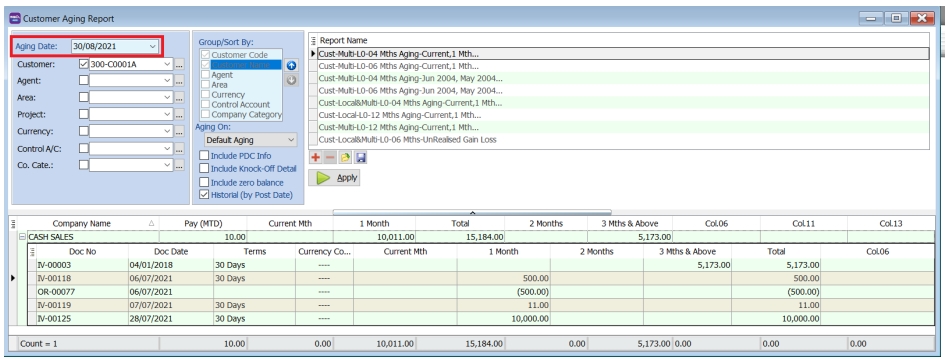 Customer Aging Report
Aging Date: 30/08/2021
Customer: 300-C0001A ...
Agent: ...
Area: ...
Project: ...
Currency: ...
Control A/C: ...
Co. Cate.: ...
Group/Sort By:
Customer Code
Agent
Area
Currency
Control Account
Company Category
Aging On:
Default Aging
Include PDC Info
Include Knock-Off Detail
Include zero balance
Historial (by Post Date)
Report Name
Cust-Multi-L0-04 Mths Aging-Current,1 Mth...
Cust-Multi-L0-06 Mths Aging-Current,1 Mth...
Cust-Multi-L0-04 Mths Aging-Jun 2004, May 2004...
Cust-Multi-L0-06 Mths Aging-Jun 2004, May 2004...
Cust-Local&Multi-L0-04 Mths Aging-Current,1 Mth...
Cust-Local-L0-12 Mths Aging-Current,1 Mth...
Cust-Multi-L0-12 Mths Aging-Current,1 Mth...
Cust-Local&Multi-L0-06 Mths-UnRealised Gain Loss
Apply
Company Name Pay (MTD) Current Mth 1 Month Total 2 Months 3 Mths & Above Col.06 Col.11 Col.13
CASH SALES 10.00 10,011.00 15,184.00 5,173.00
Doc No Doc Date Terms Currency Co... Current Mth 1 Month 2 Months 3 Mths & Above Total Col.06
IV-00003 04/01/2018 30 Days ---- 5,173.00 5,173.00
IV-00118 06/07/2021 30 Days ---- 500.00 500.00
OR-00077 06/07/2021 ---- (500.00) (500.00)
IV-00119 07/07/2021 30 Days ---- 11.00 11.00
IV-00125 28/07/2021 30 Days ---- 10,000.00 10,000.00
Count = 1 10.00 0.00 10,011.00 15,184.00 0.00 5,173.00 0.00 0.00 0.00